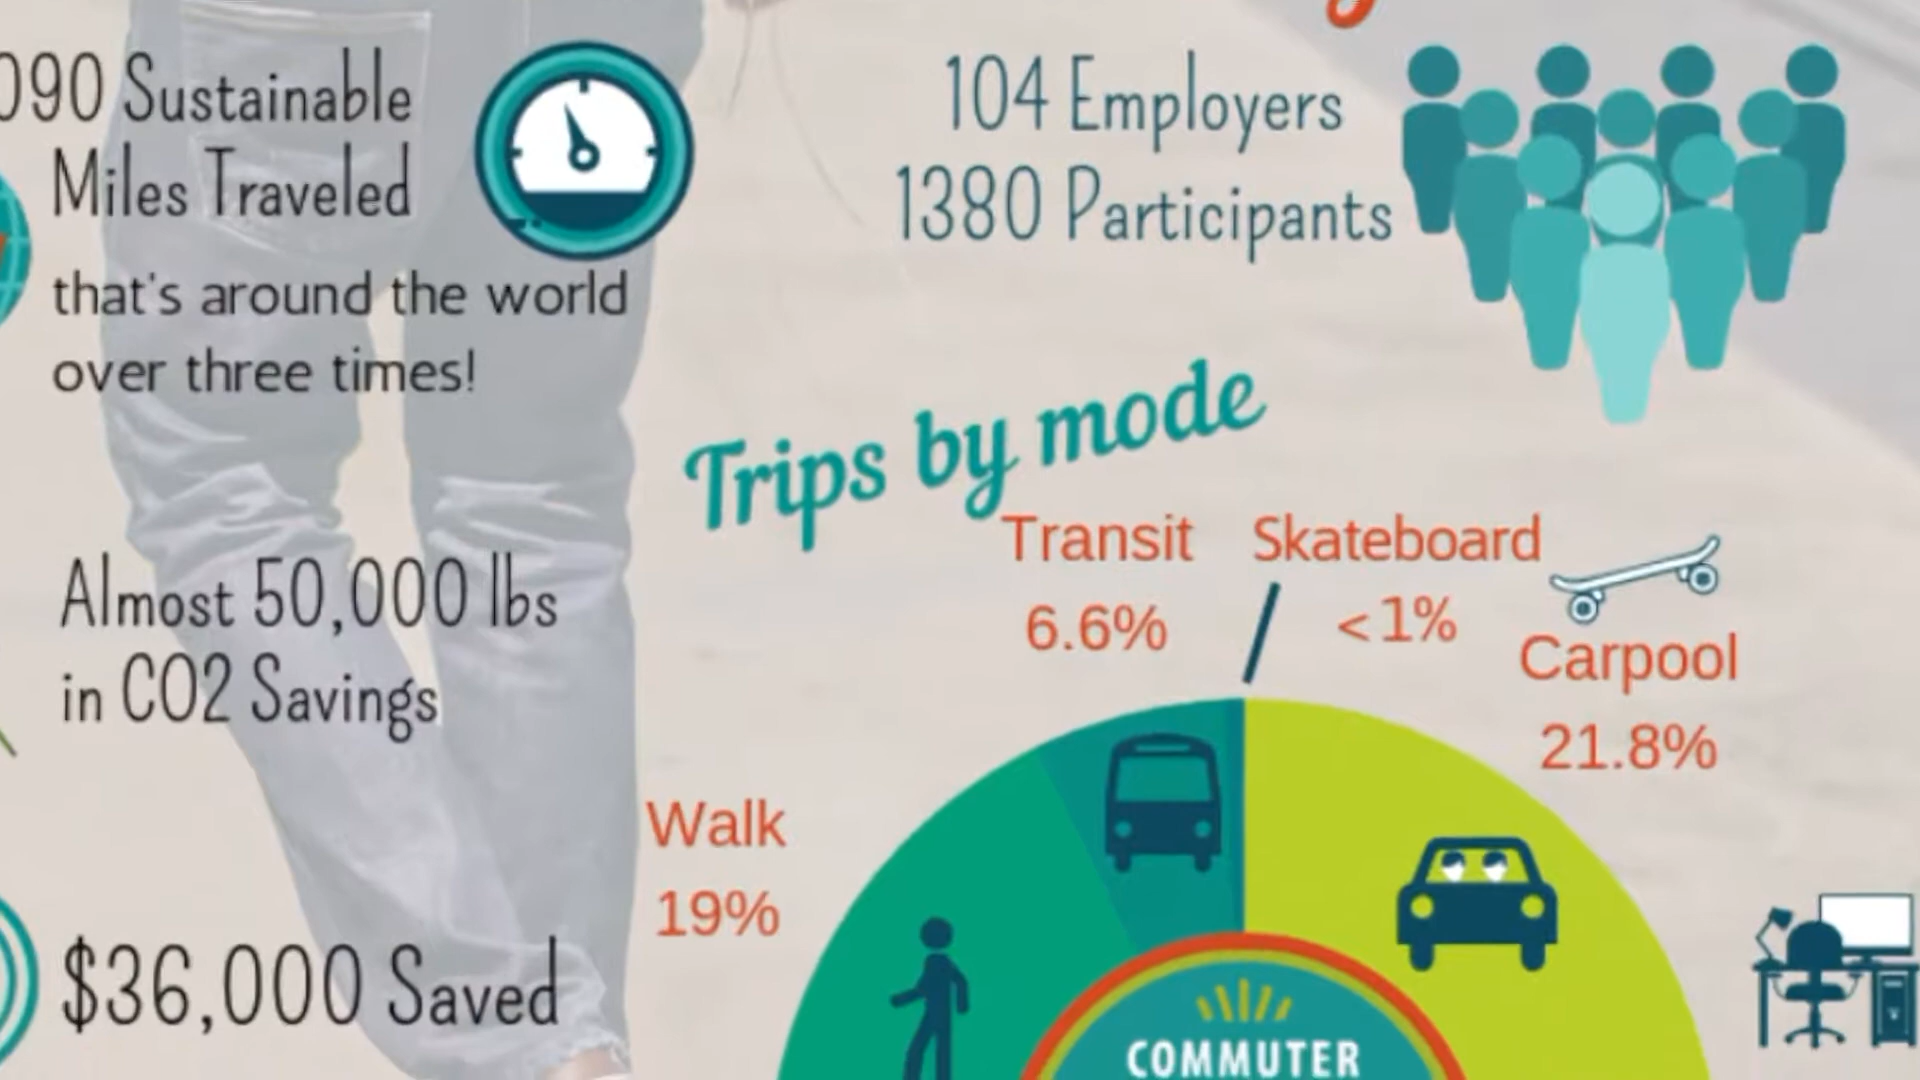 090 Sustainable
Miles Traveled
that's around the world
over three times!
104 Employers
1380 Participants
Trips by mode
Transit
6.6%
Skateboard
<1%
Carpool
21.8%
Almost 50,000 lbs
in CO2 Savings
Walk
19%
$36,000 Saved
COMMUTER